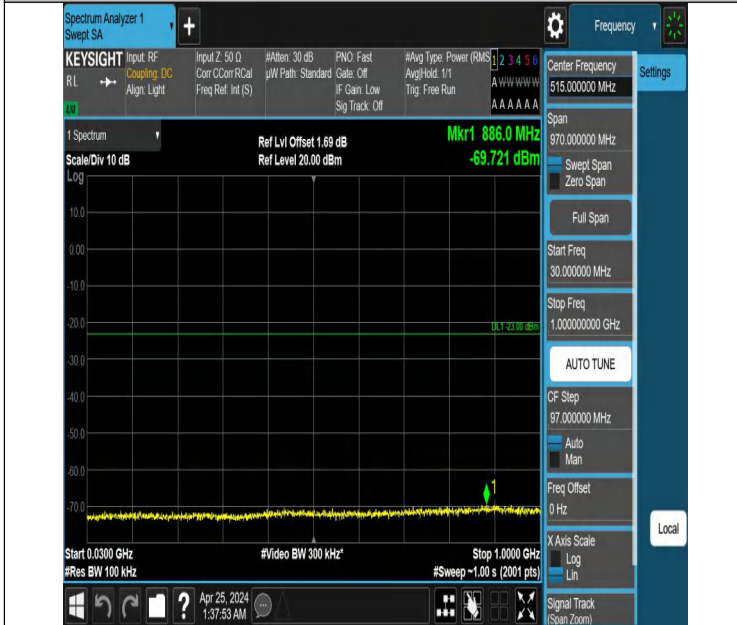 Spectrum Analyzer 1
Swept SA
+
Frequency
KEYSIGHT
RL
Input: RF
Coupling: DC
Align: Light
Input Z: 50 Ω
Corr CCorr RCal
Freq Ref: Int (S)
#Atten: 30 dB
µW Path: Standard
PNO: Fast
Gate: Off
IF Gain: Low
Sig Track: Off
#Avg Type: Power (RMS
Avg|Hold: 1/1
Trig: Free Run
1 2 3 4 5 6
A W W W W W
A A A A A A
1 Spectrum
Scale/Div 10 dB
Log
Ref Lvl Offset 1.69 dB
Ref Level 20.00 dBm
Mkr1 886.0 MHz
-69.721 dBm
10.0
0.00
-10.0
-20.0
-30.0
-40.0
-50.0
-60.0
-70.0
DL1 -23.00 dBm
1
Start 0.0300 GHz
#Res BW 100 kHz
#Video BW 300 kHz*
Stop 1.0000 GHz
#Sweep ~1.00 s (2001 pts)
?
Apr 25, 2024
1:37:53 AM
Center Frequency
515.000000 MHz
Settings
Span
970.000000 MHz
Swept Span
Zero Span
Full Span
Start Freq
30.000000 MHz
Stop Freq
1.000000000 GHz
AUTO TUNE
CF Step
97.000000 MHz
Auto
Man
Freq Offset
0 Hz
X Axis Scale
Log
Lin
Local
Signal Track
(Span Zoom)